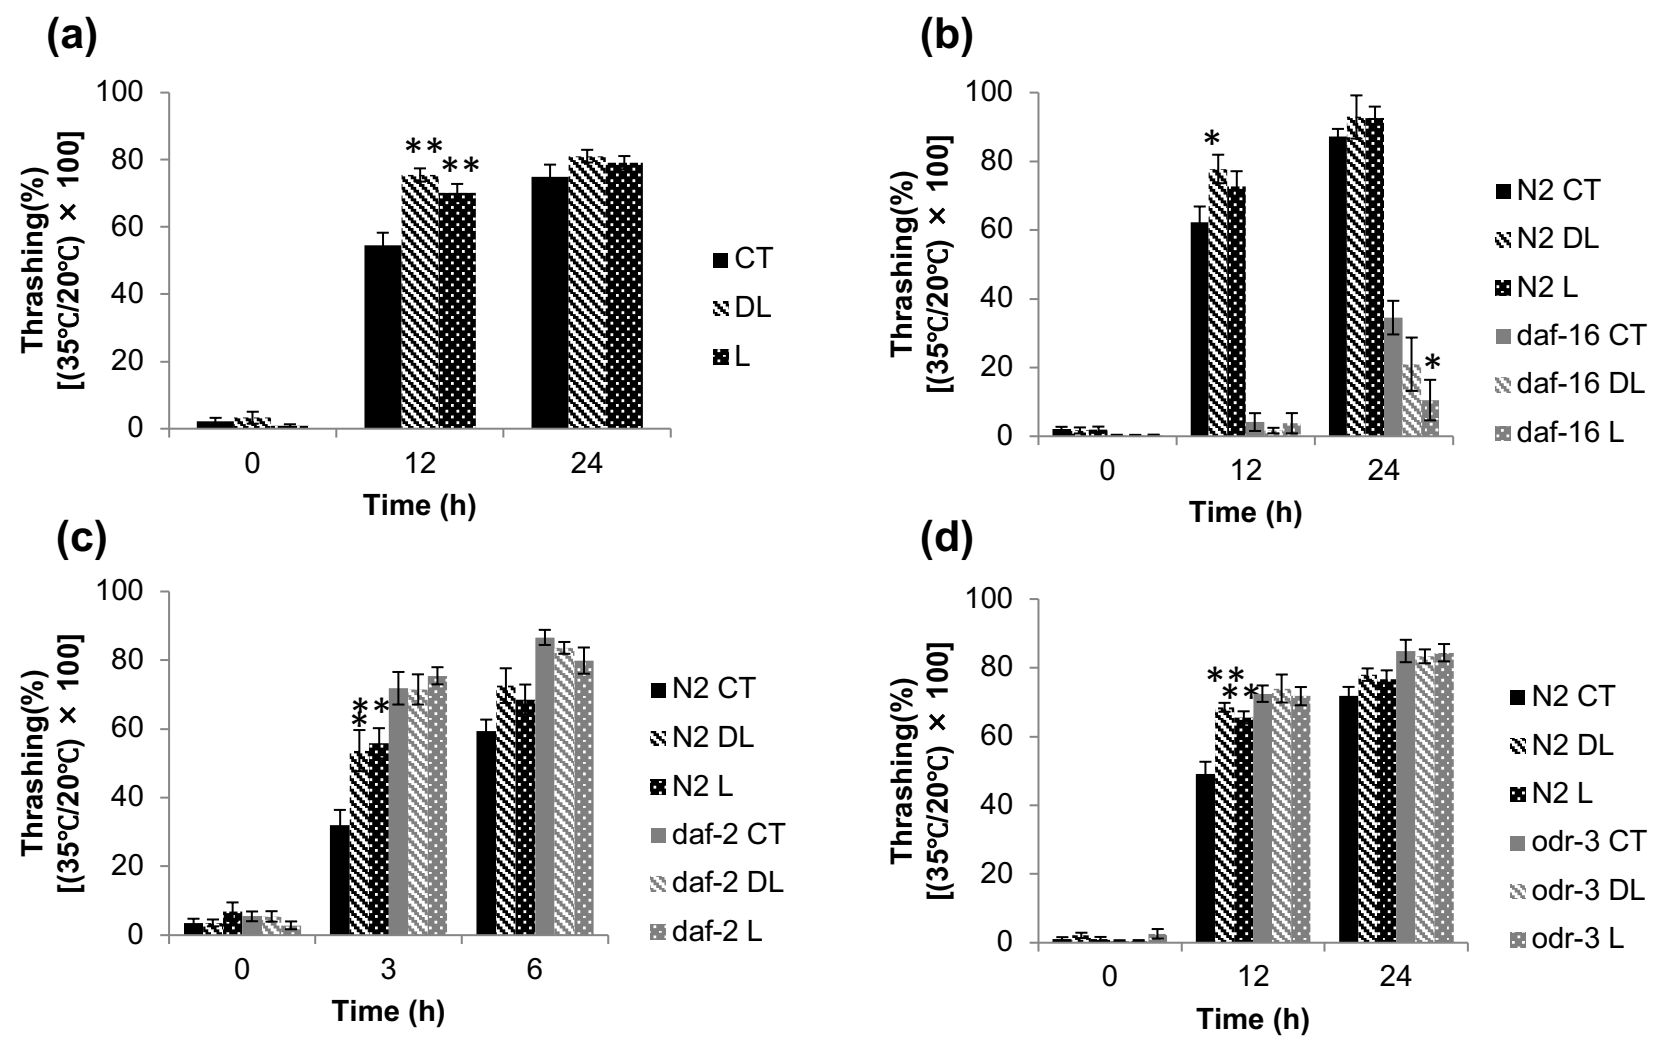 (a)
100
80
60
40
20
0
Thrashing(%)
[(35℃/20℃) × 100]
** **
0 12 24
Time (h)
CT
DL
L
(b)
100
80
60
40
20
0
Thrashing(%)
[(35℃/20℃) × 100]
*
*
0 12 24
Time (h)
N2 CT
N2 DL
N2 L
daf-16 CT
daf-16 DL
daf-16 L
(c)
100
80
60
40
20
0
Thrashing(%)
[(35℃/20℃) × 100]
* *
*
0 3 6
Time (h)
N2 CT
N2 DL
N2 L
daf-2 CT
daf-2 DL
daf-2 L
(d)
100
80
60
40
20
0
Thrashing(%)
[(35℃/20℃) × 100]
**
**
0 12 24
Time (h)
N2 CT
N2 DL
N2 L
odr-3 CT
odr-3 DL
odr-3 L